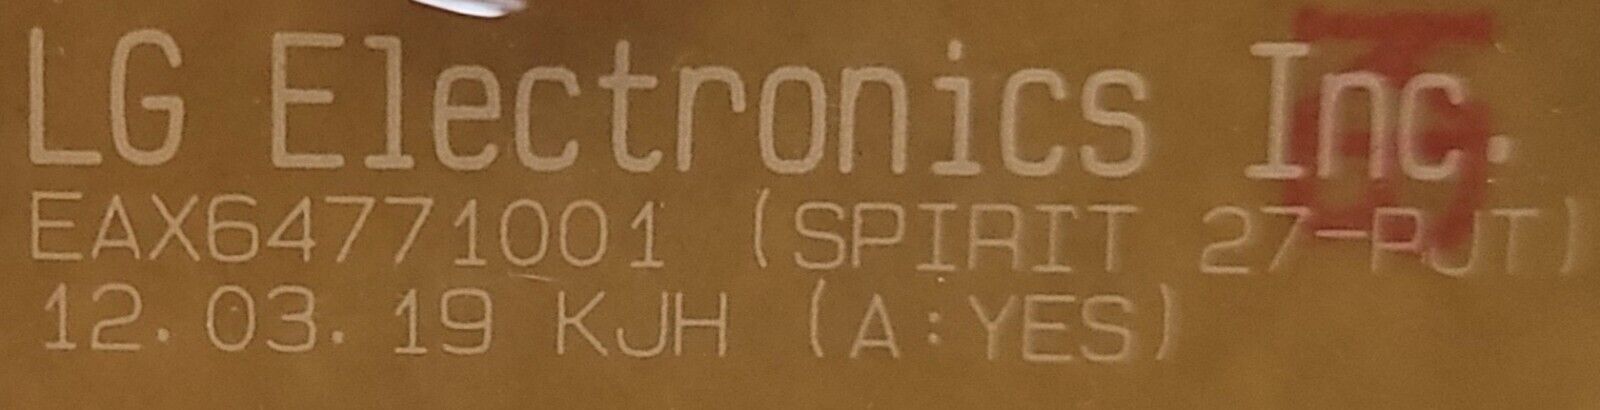 LG Electronics Inc.
EAX64771001 (SPIRIT 27-PJT)
12.03.19 KJH (A:YES)